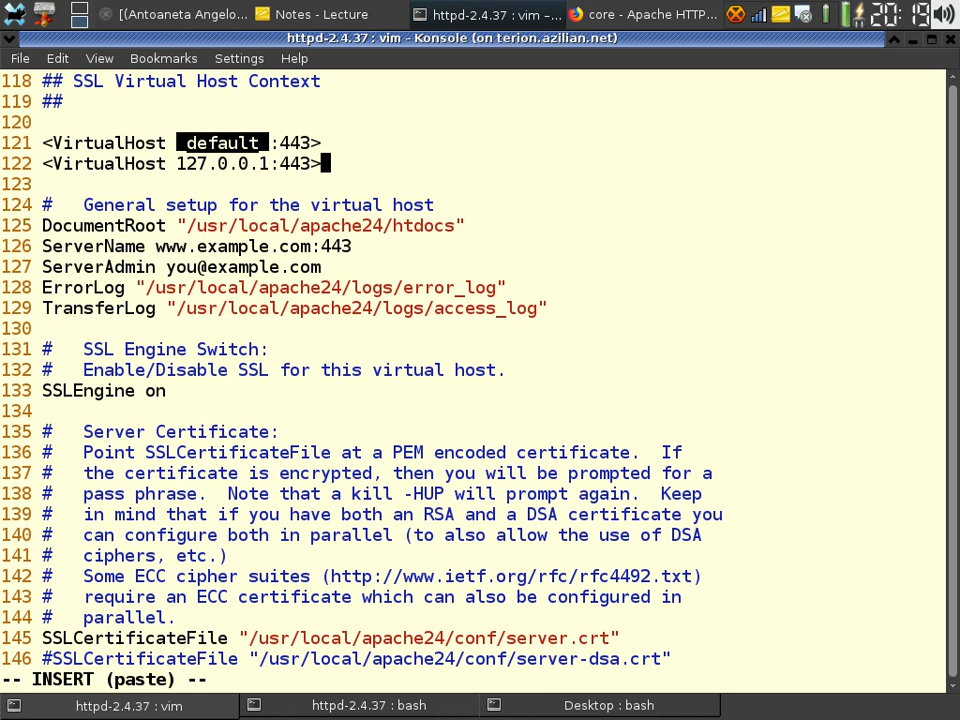 [(Antoaneta Angelo...
Notes - Lecture
httpd-2.4.37 : vim –...
core - Apache HTTP...
20:19
httpd-2.4.37 : vim – Konsole (on terion.azilian.net)
File Edit View Bookmarks Settings Help
118 ## SSL Virtual Host Context
119 ##
120
121 <VirtualHost _default_:443>
122 <VirtualHost 127.0.0.1:443>
123
124 #   General setup for the virtual host
125 DocumentRoot "/usr/local/apache24/htdocs"
126 ServerName www.example.com:443
127 ServerAdmin you@example.com
128 ErrorLog "/usr/local/apache24/logs/error_log"
129 TransferLog "/usr/local/apache24/logs/access_log"
130
131 #   SSL Engine Switch:
132 #   Enable/Disable SSL for this virtual host.
133 SSLEngine on
134
135 #   Server Certificate:
136 #   Point SSLCertificateFile at a PEM encoded certificate.  If
137 #   the certificate is encrypted, then you will be prompted for a
138 #   pass phrase.  Note that a kill -HUP will prompt again.  Keep
139 #   in mind that if you have both an RSA and a DSA certificate you
140 #   can configure both in parallel (to also allow the use of DSA
141 #   ciphers, etc.)
142 #   Some ECC cipher suites (http://www.ietf.org/rfc/rfc4492.txt)
143 #   require an ECC certificate which can also be configured in
144 #   parallel.
145 SSLCertificateFile "/usr/local/apache24/conf/server.crt"
146 #SSLCertificateFile "/usr/local/apache24/conf/server-dsa.crt"
-- INSERT (paste) --
httpd-2.4.37 : vim
httpd-2.4.37 : bash
Desktop : bash